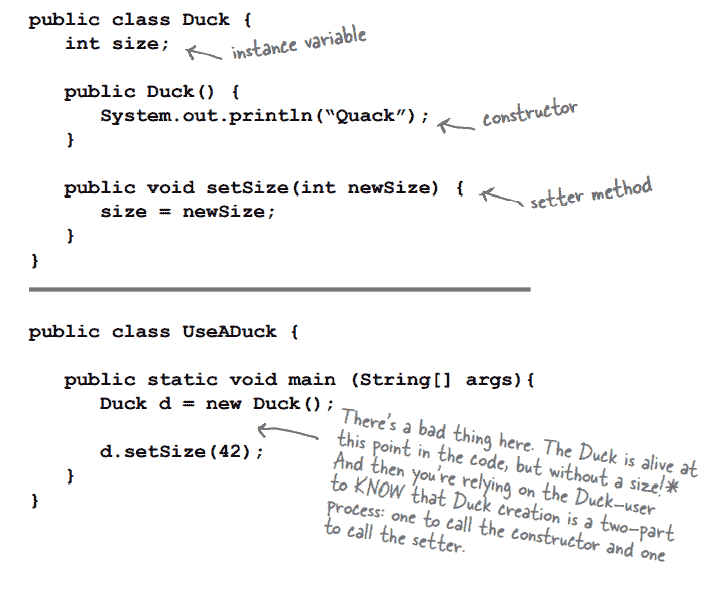 public class Duck {
int size;
instance variable
public Duck() {
System.out.println(“Quack”);
constructor
}
public void setSize(int newSize) {
setter method
size = newSize;
}
}
public class UseADuck {
public static void main (String[] args){
Duck d = new Duck();
There's a bad thing here. The Duck is alive at
this point in the code, but without a size!*
And then you're relying on the Duck-user
to KNOW that Duck creation is a two-part
process: one to call the constructor and one
to call the setter.
d.setSize(42);
}
}